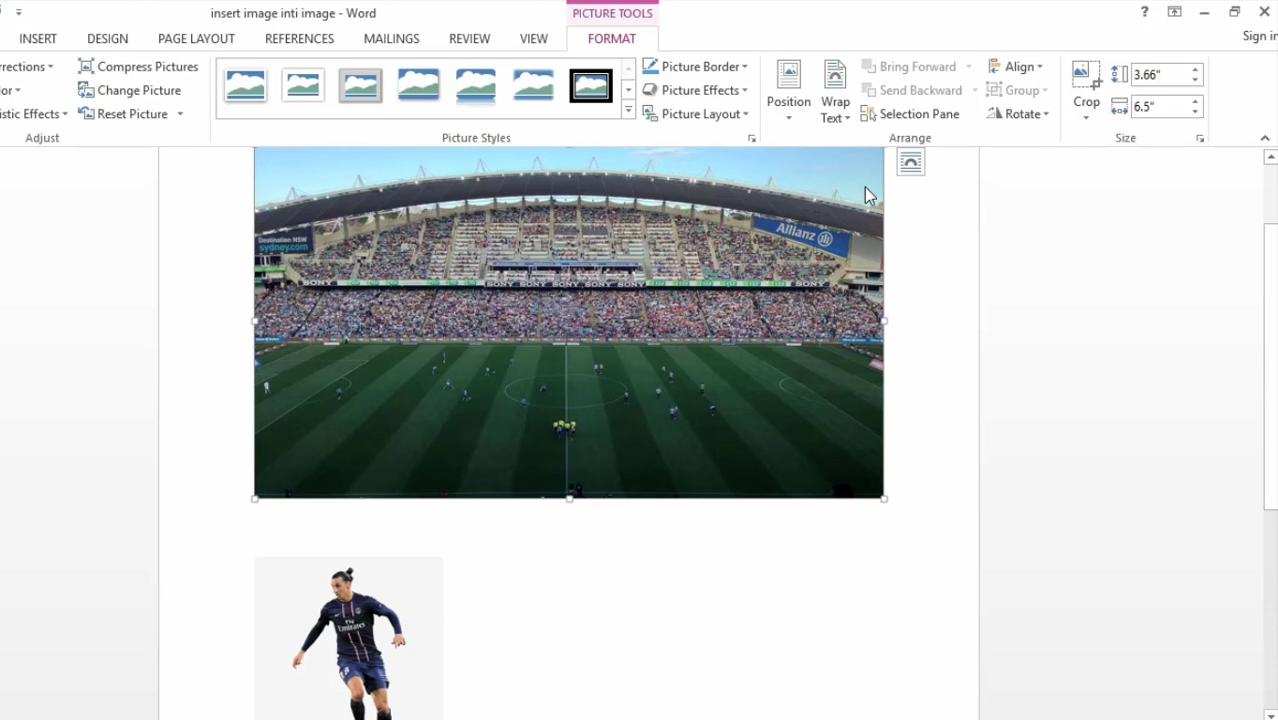 insert image inti image - Word
PICTURE TOOLS
?
INSERT
DESIGN
PAGE LAYOUT
REFERENCES
MAILINGS
REVIEW
VIEW
FORMAT
Sign in
rrections
Compress Pictures
Picture Border
Bring Forward
Align
3.66"
or
Change Picture
Picture Effects
Position
Wrap
Text
Send Backward
Group
Crop
6.5"
istic Effects
Reset Picture
Picture Layout
Selection Pane
Rotate
Adjust
Picture Styles
Arrange
Size
Destination NSW
sydney.com
Allianz
SONY
SONY SONY SONY SONY SONY
SONY
Fly
Emirates